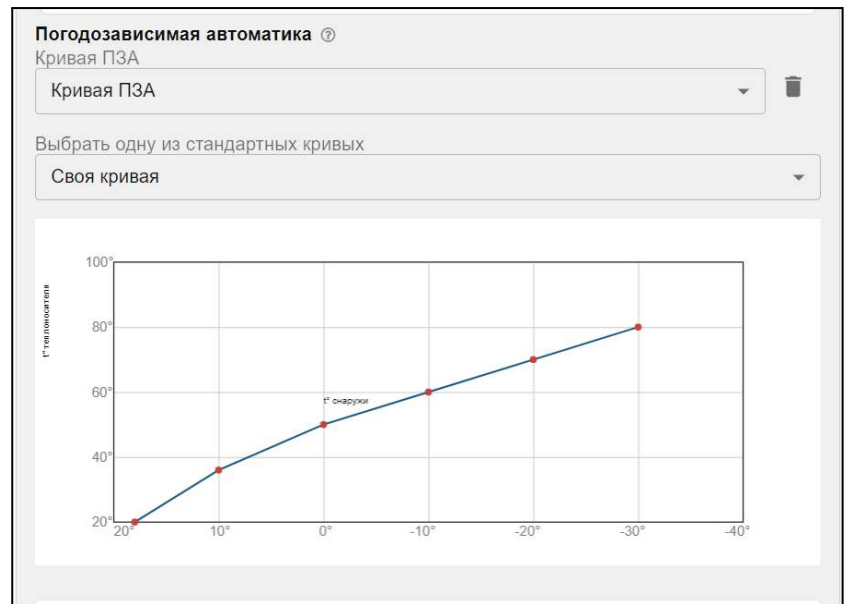 Погодозависимая автоматика ?
Кривая ПЗА
Кривая ПЗА
Выбрать одну из стандартных кривых
Своя кривая
100°
t° теплоносителя
80°
60°
t° снаружи
40°
20°
20° 10° 0° -10° -20° -30° -40°